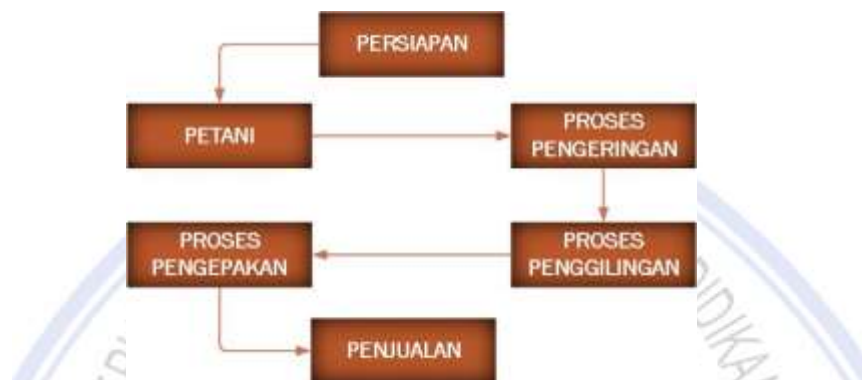 PERSIAPAN
PETANI
PROSES
PENGERINGAN
PROSES
PENGGILINGAN
PROSES
PENGEPAKAN
PENJUALAN